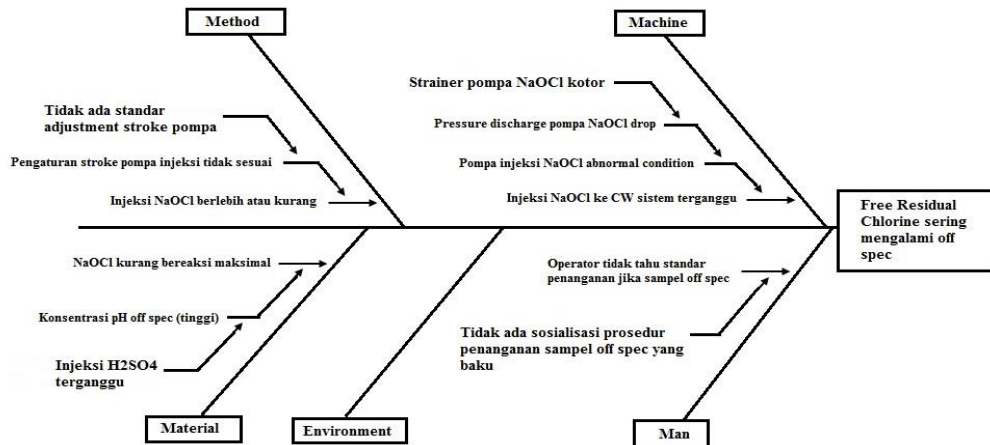 Method
Machine
Tidak ada standar
adjustment stroke pompa
Pengaturan stroke pompa injeksi tidak sesuai
Injeksi NaOCl berlebih atau kurang
Strainer pompa NaOCl kotor
Pressure discharge pompa NaOCl drop
Pompa injeksi NaOCl abnormal condition
Injeksi NaOCl ke CW sistem terganggu
Free Residual
Chlorine sering
mengalami off
spec
NaOCl kurang bereaksi maksimal
Konsentrasi pH off spec (tinggi)
Injeksi H2SO4
terganggu
Operator tidak tahu standar
penanganan jika sampel off spec
Tidak ada sosialisasi prosedur
penanganan sampel off spec yang
baku
Material
Environment
Man